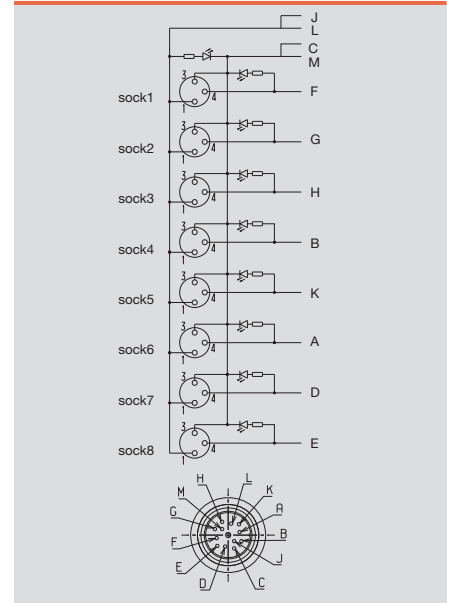 J
L
C
M
3
sock1 4 F
1
3
sock2 4 G
1
3
sock3 4 H
1
3
sock4 4 B
1
3
sock5 4 K
1
3
sock6 4 A
1
3
sock7 4 D
1
3
sock8 4 E
1
H L
M K
G A
F B
E J
D C